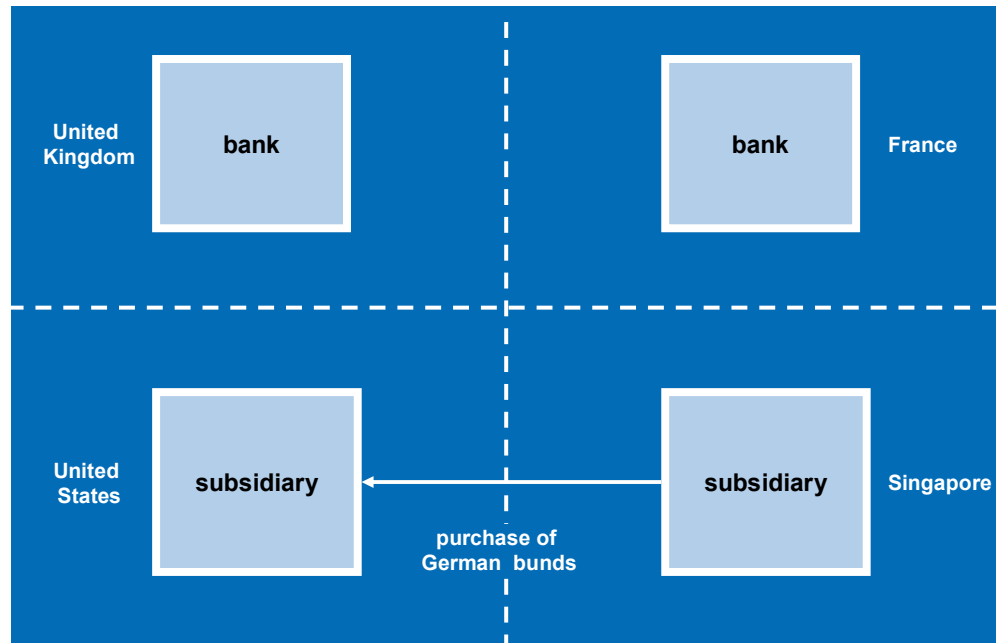 United
Kingdom
bank
bank
France
United
States
subsidiary
subsidiary
Singapore
purchase of
German bunds